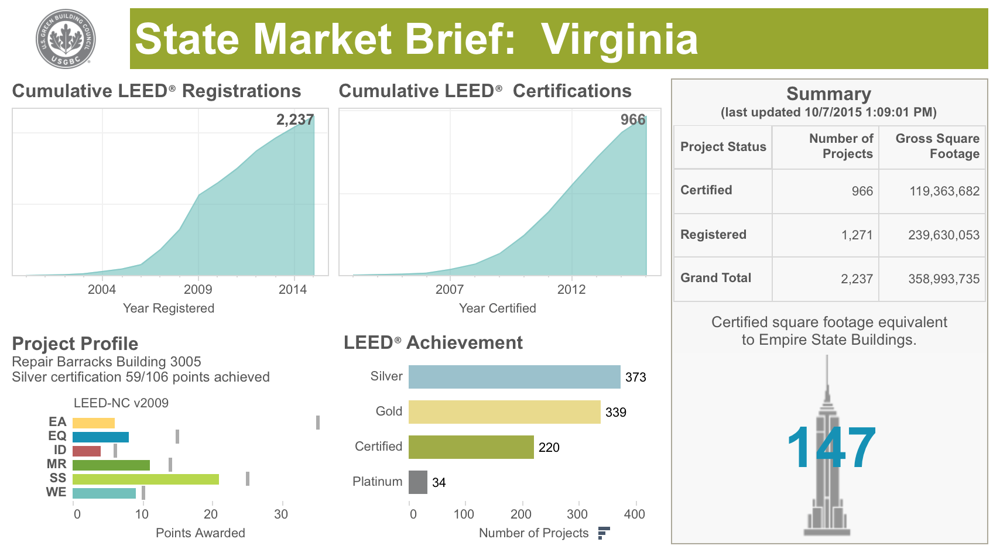 U.S. GREEN BUILDING COUNCIL
USGBC
®
State Market Brief:  Virginia
Cumulative LEED® Registrations
2,237
2004 2009 2014
Year Registered
Cumulative LEED®  Certifications
966
2007 2012
Year Certified
Summary
(last updated 10/7/2015 1:09:01 PM)
Project Status Number of Projects Gross Square Footage
Certified 966 119,363,682
Registered 1,271 239,630,053
Grand Total 2,237 358,993,735
Certified square footage equivalent
to Empire State Buildings.
147
Project Profile
Repair Barracks Building 3005
Silver certification 59/106 points achieved
LEED-NC v2009
EA
EQ
ID
MR
SS
WE
0 10 20 30
Points Awarded
LEED® Achievement
Silver 373
Gold 339
Certified 220
Platinum 34
0 100 200 300 400
Number of Projects